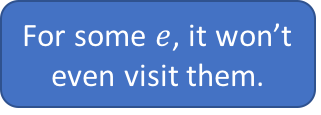 For some 𝑒, it won’t
even visit them.